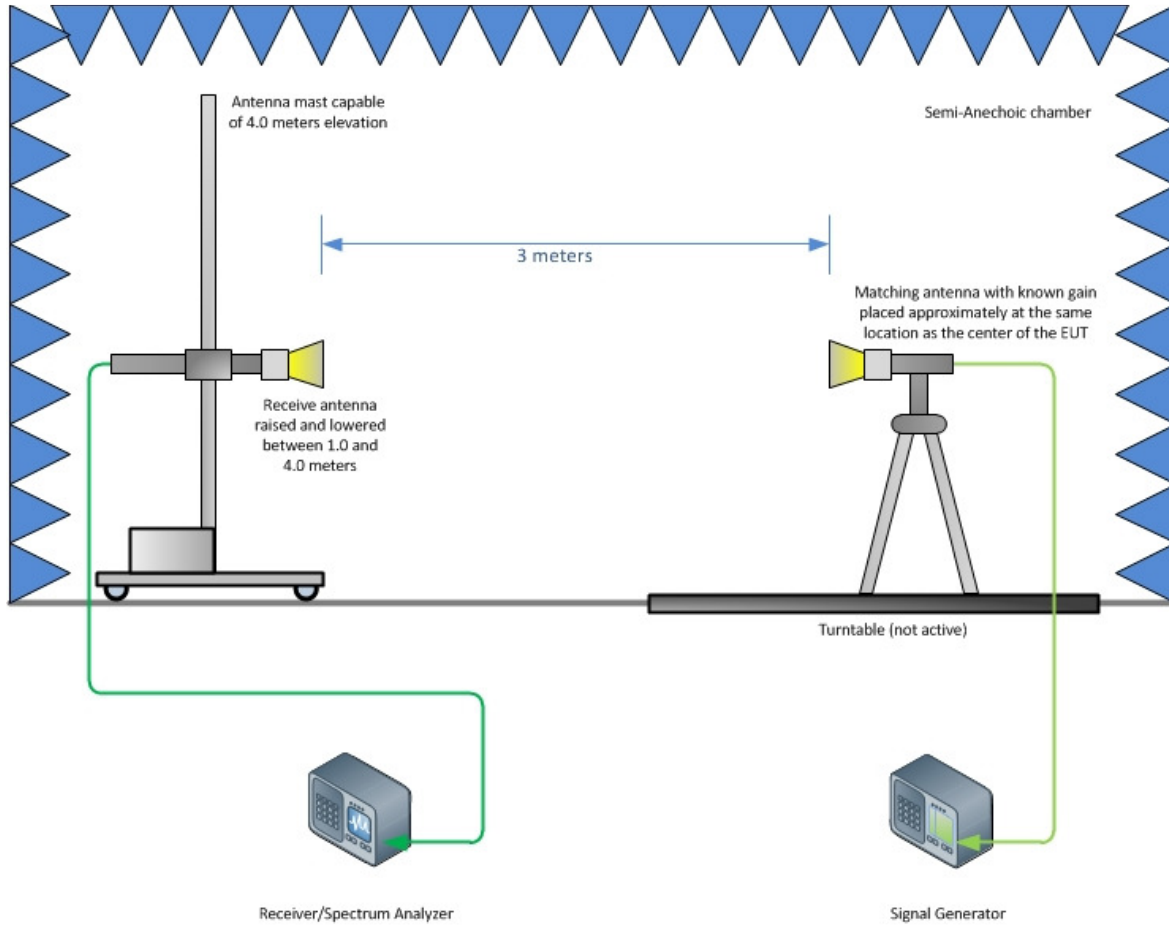 Antenna mast capable
of 4.0 meters elevation
Semi-Anechoic chamber
3 meters
Matching antenna with known gain
placed approximately at the same
location as the center of the EUT
Receive antenna
raised and lowered
between 1.0 and
4.0 meters
Turntable (not active)
Receiver/Spectrum Analyzer
Signal Generator